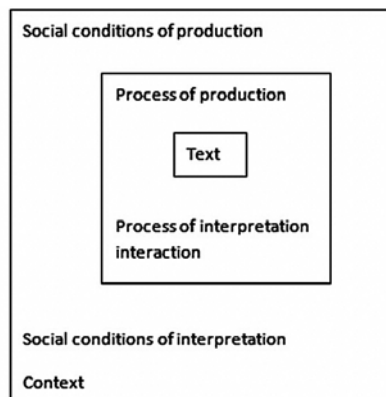 Social conditions of production
Process of production
Text
Process of interpretation
interaction
Social conditions of interpretation
Context